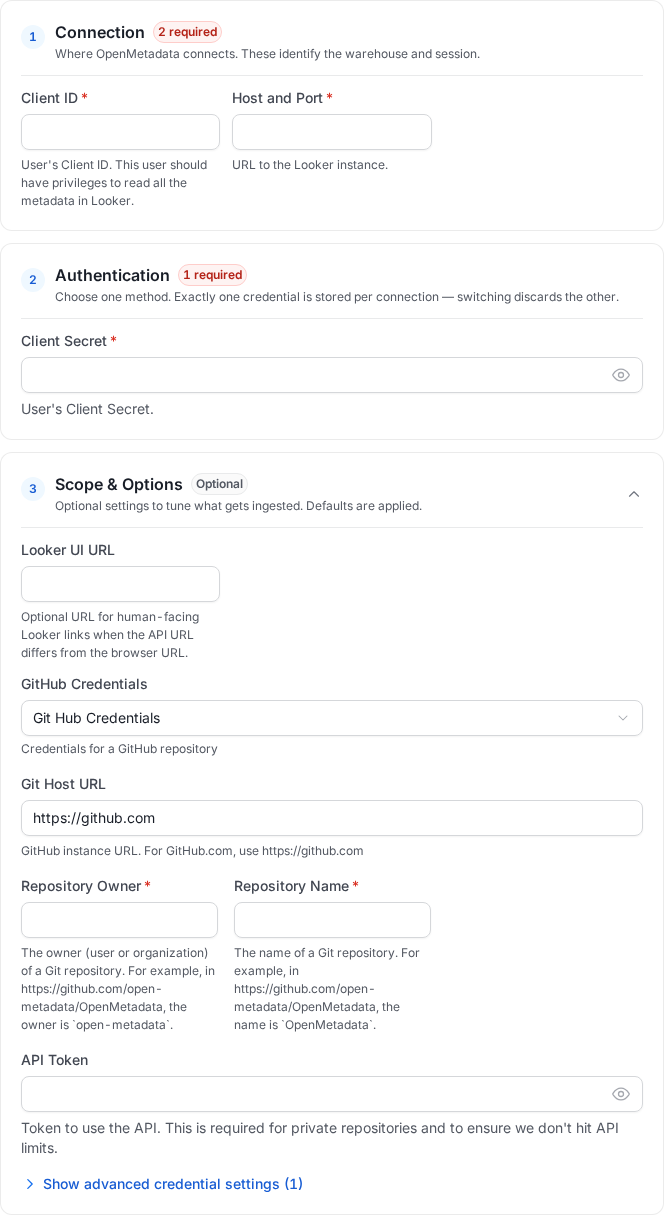 1
Connection
2 required
Where OpenMetadata connects. These identify the warehouse and session.
Client ID *
Host and Port *
User's Client ID. This user should
have privileges to read all the
metadata in Looker.
URL to the Looker instance.
2
Authentication
1 required
Choose one method. Exactly one credential is stored per connection — switching discards the other.
Client Secret *
User's Client Secret.
3
Scope & Options
Optional
Optional settings to tune what gets ingested. Defaults are applied.
Looker UI URL
Optional URL for human-facing
Looker links when the API URL
differs from the browser URL.
GitHub Credentials
Git Hub Credentials
Credentials for a GitHub repository
Git Host URL
https://github.com
GitHub instance URL. For GitHub.com, use https://github.com
Repository Owner *
Repository Name *
The owner (user or organization)
of a Git repository. For example, in
https://github.com/open-
metadata/OpenMetadata, the
owner is `open-metadata`.
The name of a Git repository. For
example, in
https://github.com/open-
metadata/OpenMetadata, the
name is `OpenMetadata`.
API Token
Token to use the API. This is required for private repositories and to ensure we don't hit API
limits.
Show advanced credential settings (1)